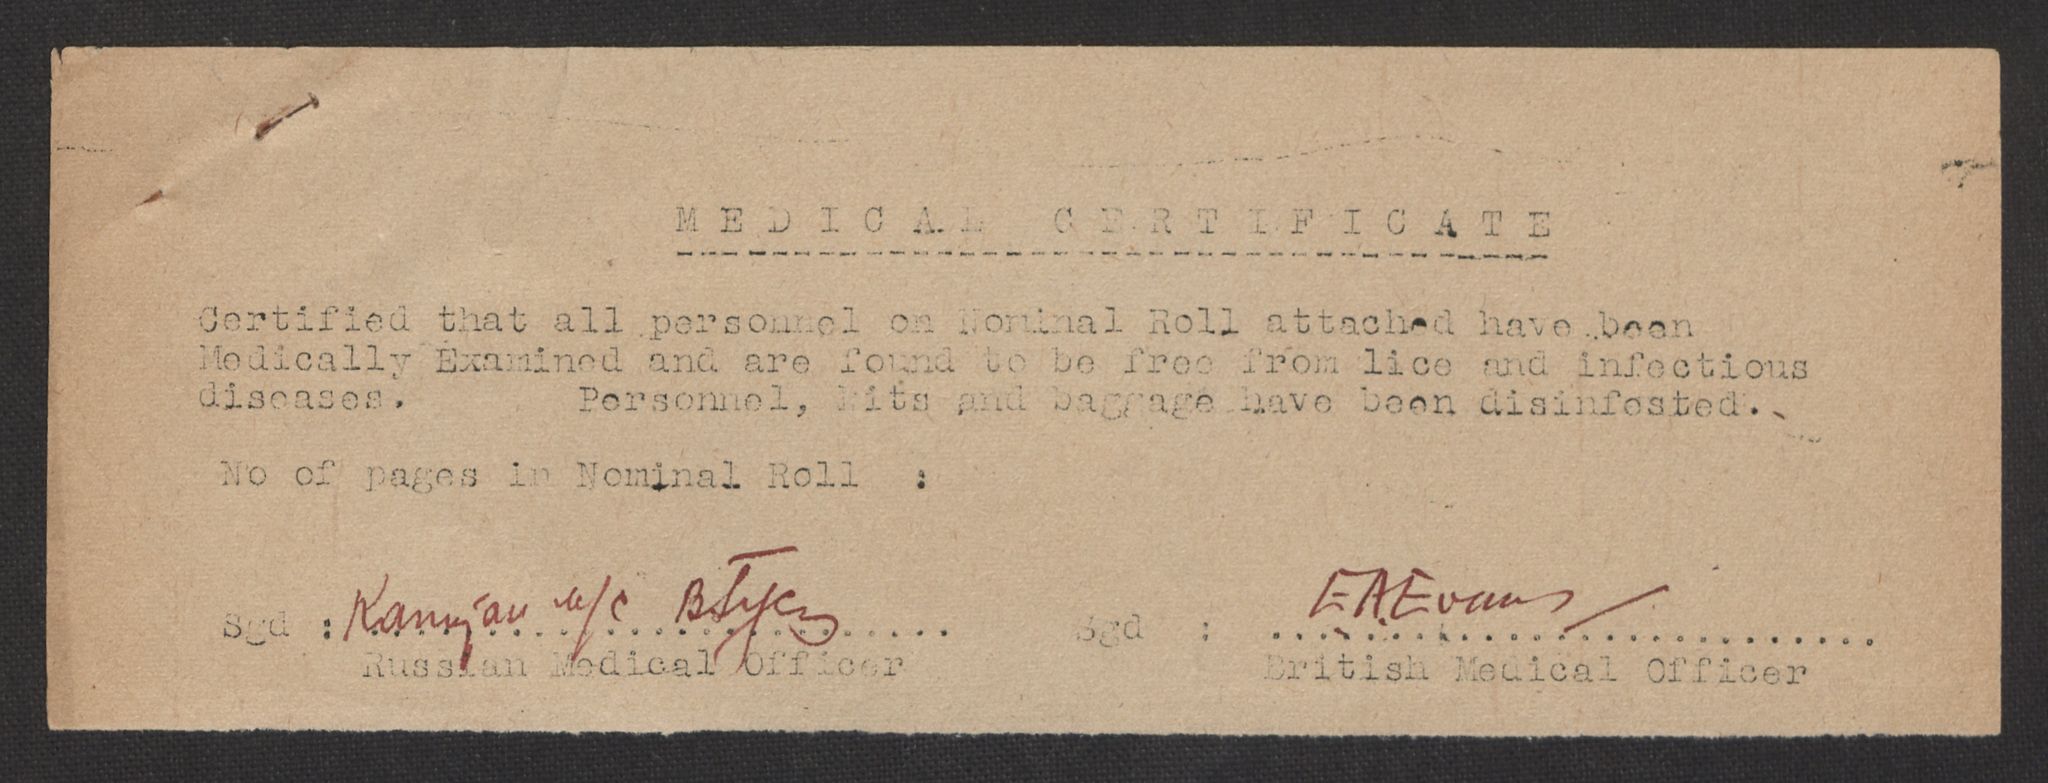 MEDICAL CERTIFICATE
Certified that all personnel on Nominal Roll attached have been
Medically Examined and are found to be free from lice and infectious
diseases. Personnel, kits and baggage have been disinfested.
No of pages in Nominal Roll :
Sgd : Sgd : E A Evans
Russian Medical Officer British Medical Officer